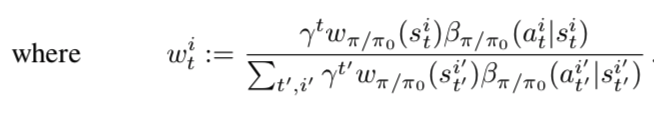 where $w_t^i := \frac{\gamma^t w_{\pi/\pi_0}(s_t^i)\beta_{\pi/\pi_0}(a_t^i|s_t^i)}{\sum_{t',i'} \gamma^{t'} w_{\pi/\pi_0}(s_{t'}^{i'})\beta_{\pi/\pi_0}(a_{t'}^{i'}|s_{t'}^{i'})}.$